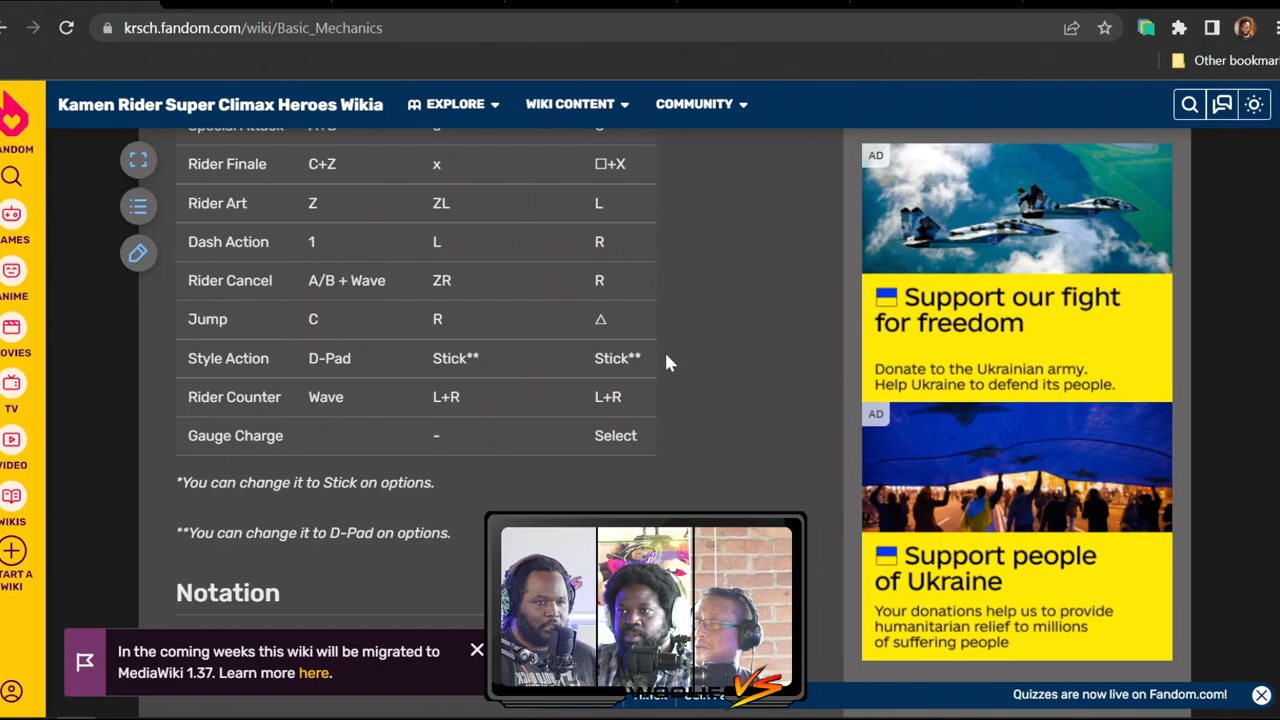 krsch.fandom.com/wiki/Basic_Mechanics
Other bookmar
Kamen Rider Super Climax Heroes Wikia
EXPLORE
WIKI CONTENT
COMMUNITY
ANDOM
AMES
ANIME
MOVIES
TV
VIDEO
WIKIS
START A
WIKI
Special Attack A+B
Rider Finale C+Z x □+X
Rider Art Z ZL L
Dash Action 1 L R
Rider Cancel A/B + Wave ZR R
Jump C R △
Style Action D-Pad Stick** Stick**
Rider Counter Wave L+R L+R
Gauge Charge - Select
*You can change it to Stick on options.
**You can change it to D-Pad on options.
Notation
In the coming weeks this wiki will be migrated to
MediaWiki 1.37. Learn more here.
AD
Support our fight
for freedom
Donate to the Ukrainian army.
Help Ukraine to defend its people.
AD
Support people
of Ukraine
Your donations help us to provide
humanitarian relief to millions
of suffering people
VS
Quizzes are now live on Fandom.com!